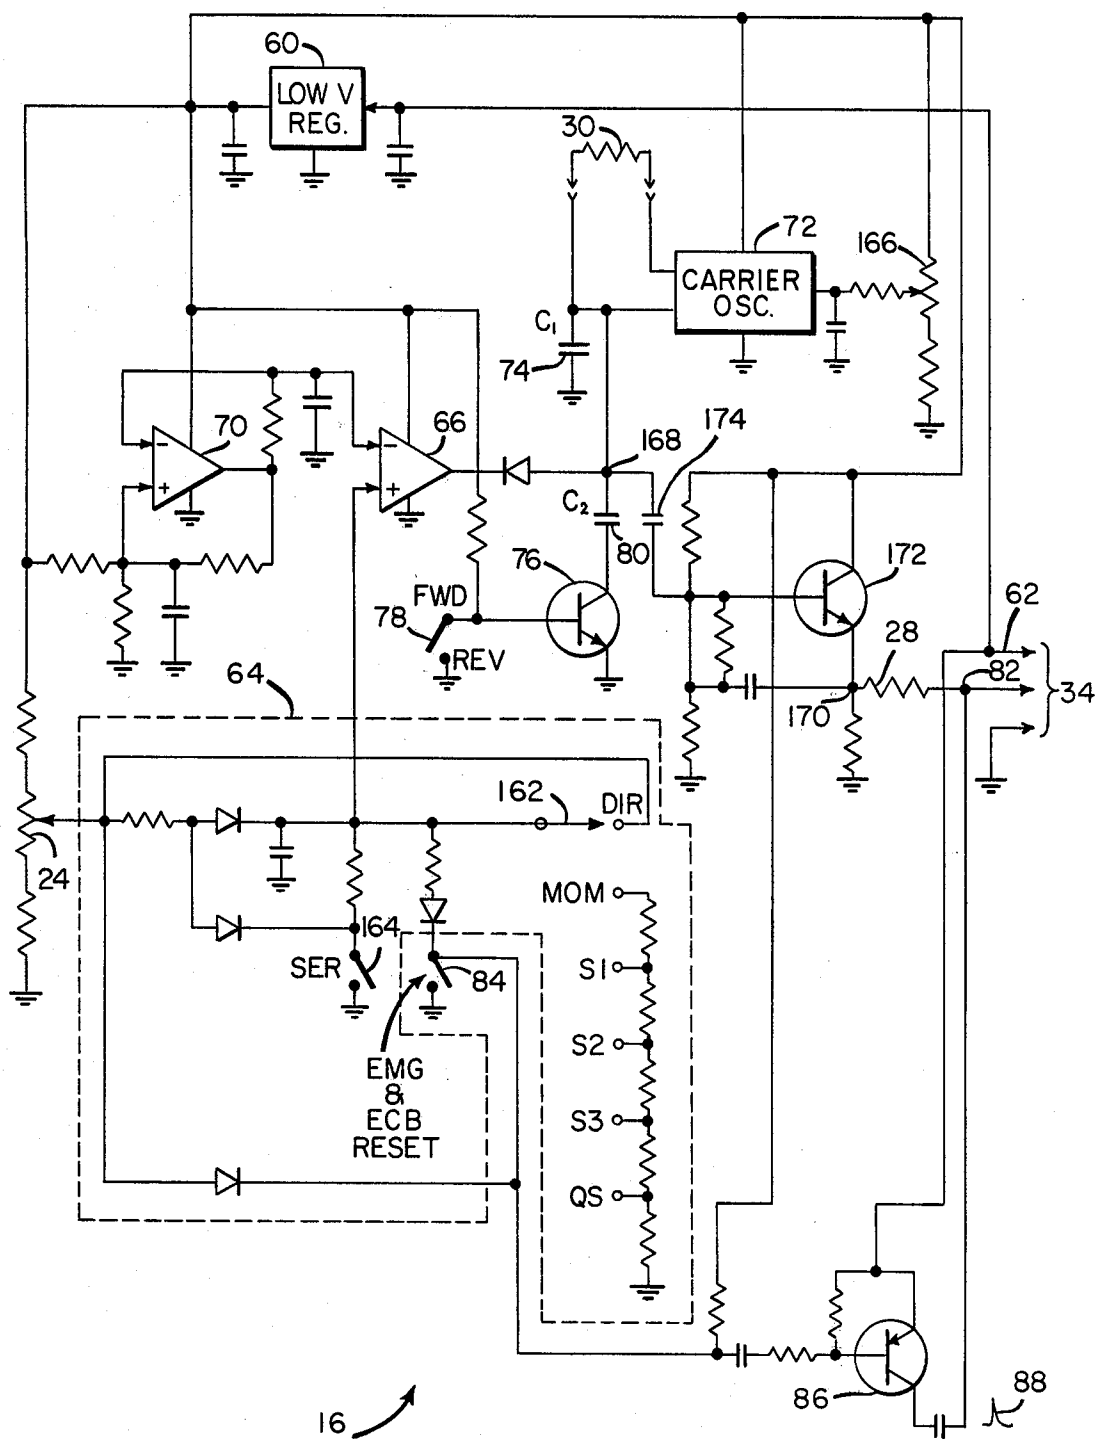 60
LOW V
REG.
30
72
166
CARRIER
OSC.
C₁
74
70
66
168
174
-
+
-
+
C₂
80
76
172
FWD
78
REV
28
62
82
34
170
64
162
DIR
24
MOM
164
SER
84
S1
S2
EMG
&
ECB
RESET
S3
QS
86
88
16